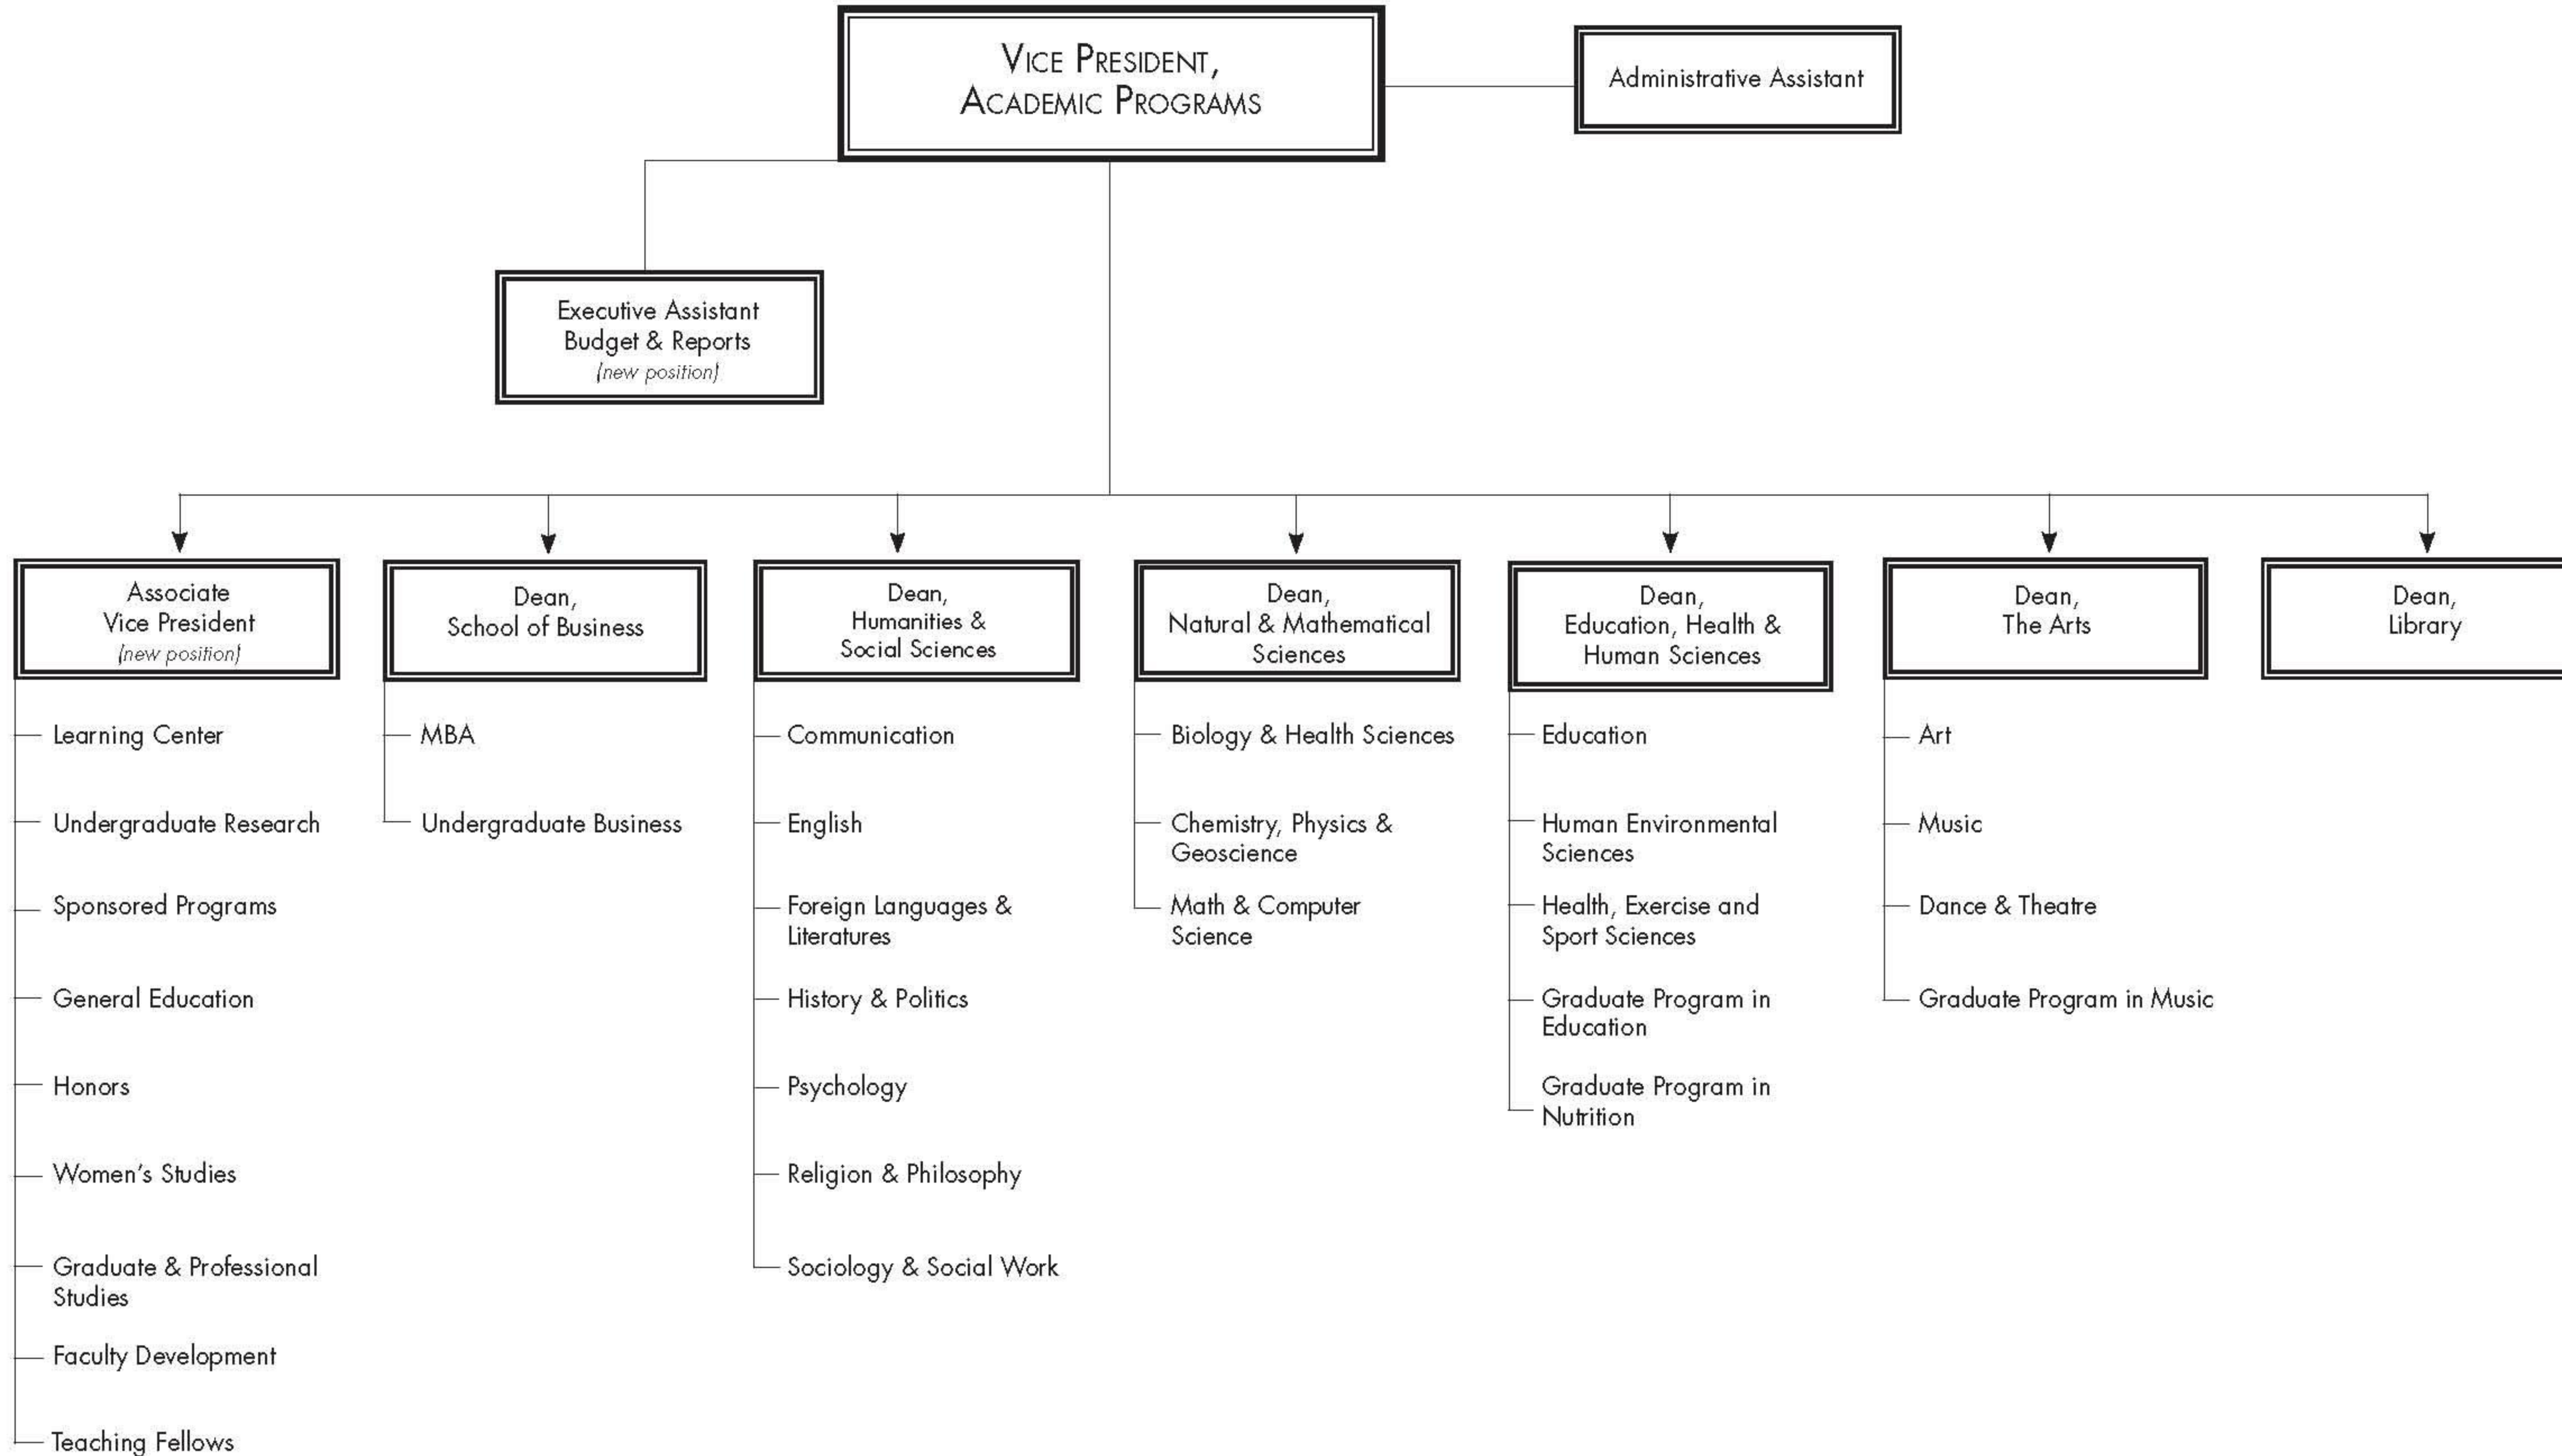 VICE PRESIDENT,
ACADEMIC PROGRAMS
Administrative Assistant
Executive Assistant
Budget & Reports
(new position)
Associate
Vice President
(new position)
Learning Center
Undergraduate Research
Sponsored Programs
General Education
Honors
Women's Studies
Graduate & Professional
Studies
Faculty Development
Teaching Fellows
Dean,
School of Business
MBA
Undergraduate Business
Dean,
Humanities &
Social Sciences
Communication
English
Foreign Languages &
Literatures
History & Politics
Psychology
Religion & Philosophy
Sociology & Social Work
Dean,
Natural & Mathematical
Sciences
Biology & Health Sciences
Chemistry, Physics &
Geoscience
Math & Computer
Science
Dean,
Education, Health &
Human Sciences
Education
Human Environmental
Sciences
Health, Exercise and
Sport Sciences
Graduate Program in
Education
Graduate Program in
Nutrition
Dean,
The Arts
Art
Music
Dance & Theatre
Graduate Program in Music
Dean,
Library